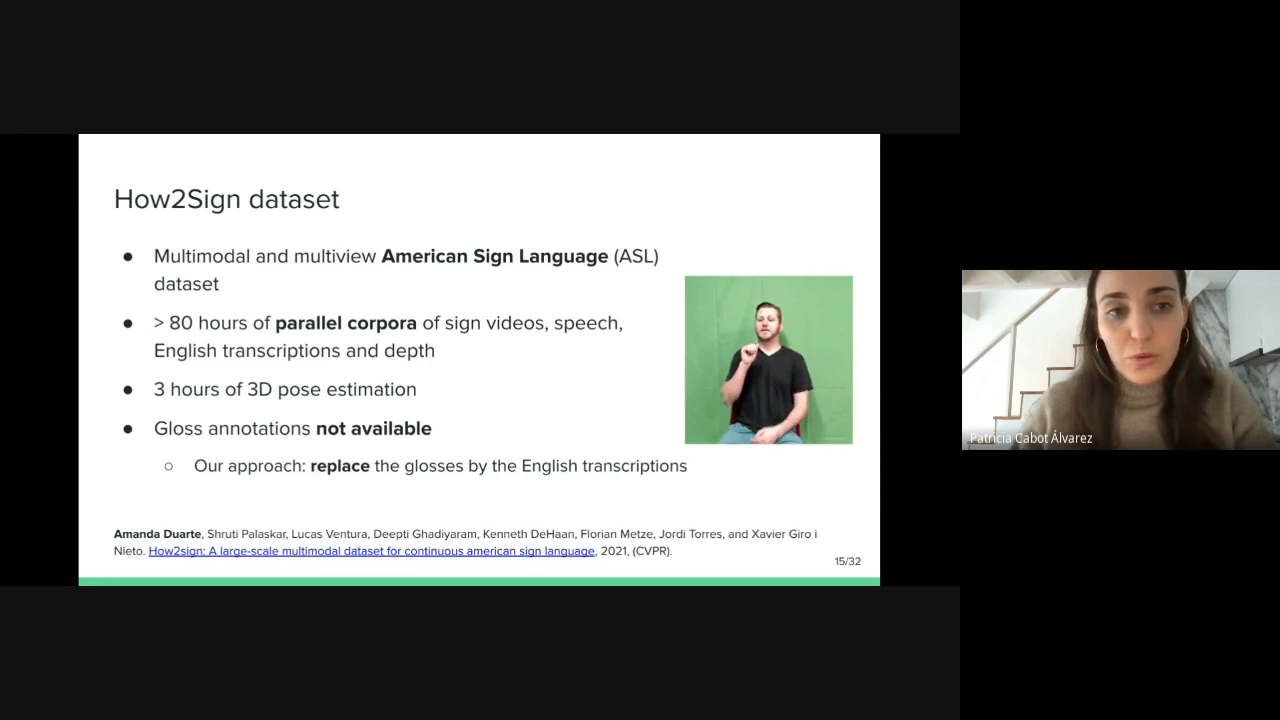 How2Sign dataset
● Multimodal and multiview American Sign Language (ASL)
dataset
● > 80 hours of parallel corpora of sign videos, speech,
English transcriptions and depth
● 3 hours of 3D pose estimation
● Gloss annotations not available
○ Our approach: replace the glosses by the English transcriptions
Amanda Duarte, Shruti Palaskar, Lucas Ventura, Deepti Ghadiyaram, Kenneth DeHaan, Florian Metze, Jordi Torres, and Xavier Giro i
Nieto. How2sign: A large-scale multimodal dataset for continuous american sign language, 2021, (CVPR).
15/32
Patricia Cabot Álvarez